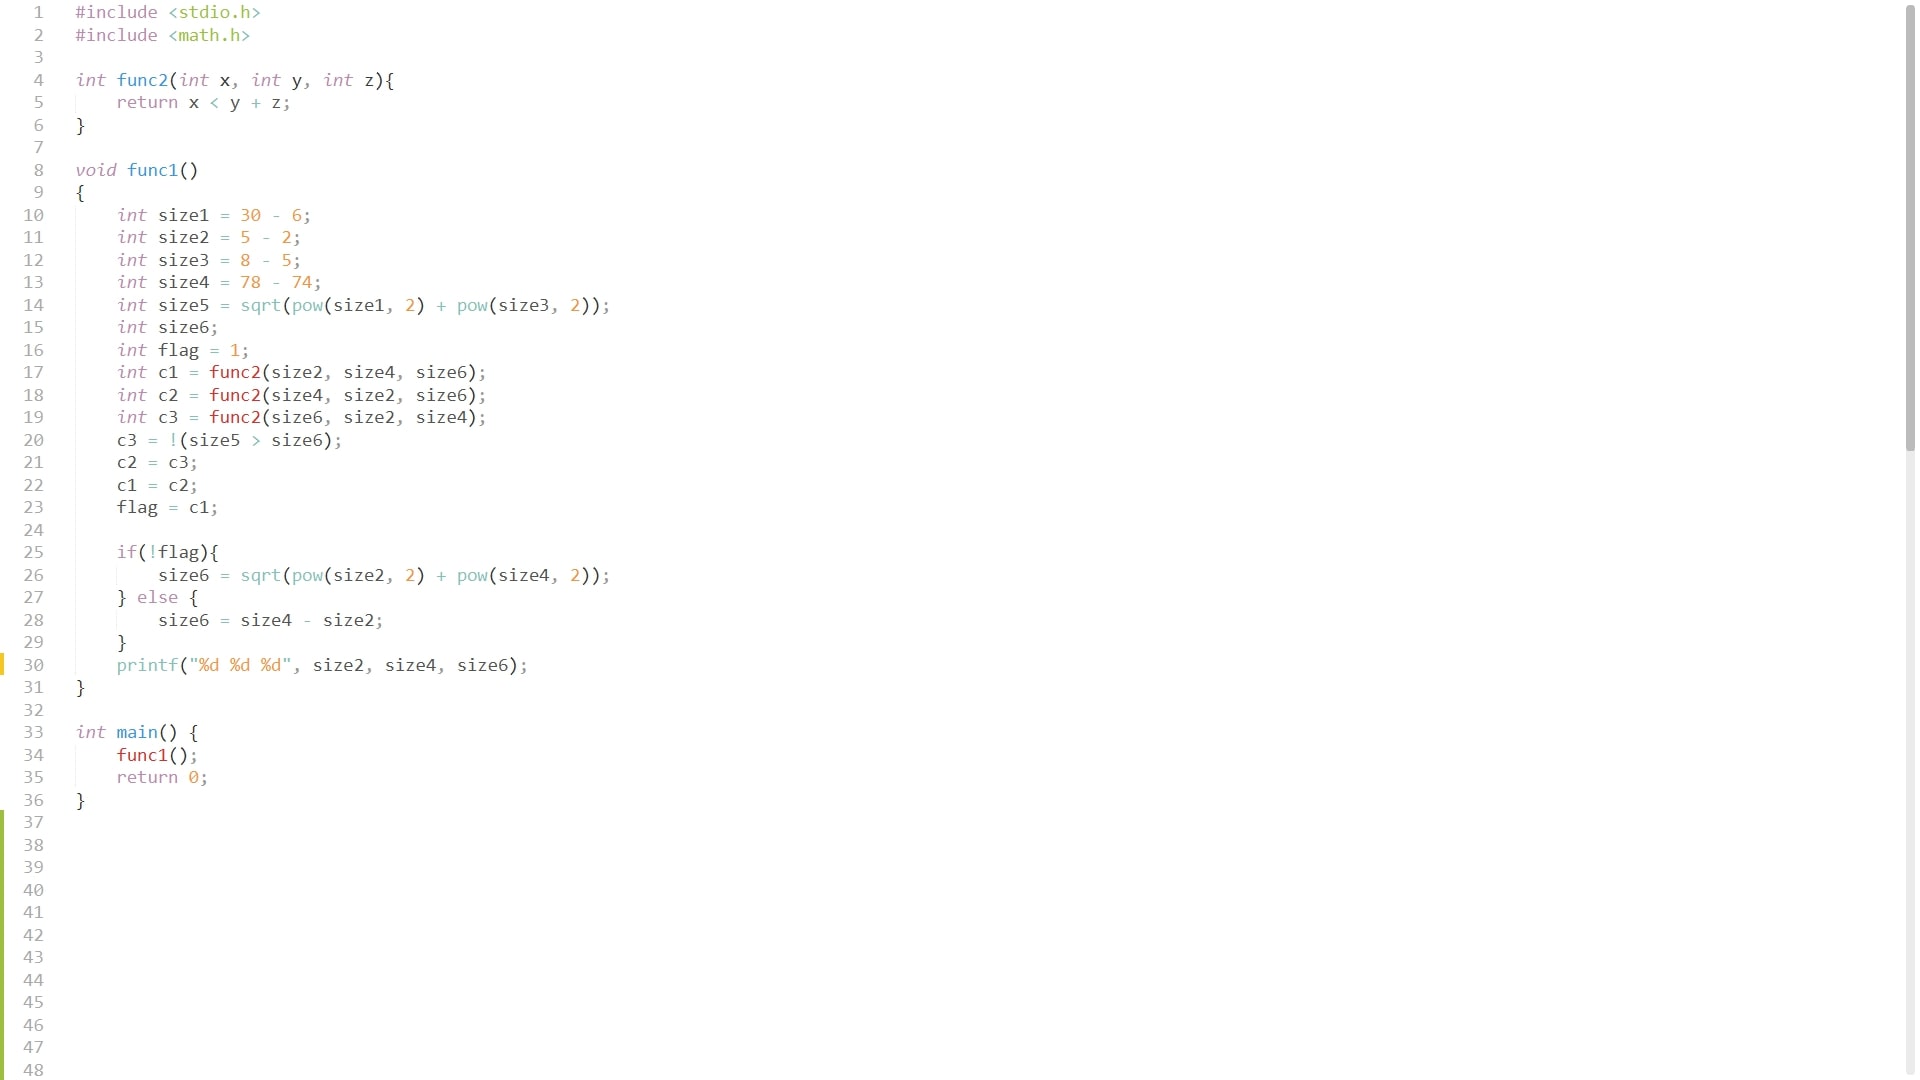 1 #include <stdio.h>
2 #include <math.h>
3
4 int func2(int x, int y, int z){
5     return x < y + z;
6 }
7
8 void func1()
9 {
10     int size1 = 30 - 6;
11     int size2 = 5 - 2;
12     int size3 = 8 - 5;
13     int size4 = 78 - 74;
14     int size5 = sqrt(pow(size1, 2) + pow(size3, 2));
15     int size6;
16     int flag = 1;
17     int c1 = func2(size2, size4, size6);
18     int c2 = func2(size4, size2, size6);
19     int c3 = func2(size6, size2, size4);
20     c3 = !(size5 > size6);
21     c2 = c3;
22     c1 = c2;
23     flag = c1;
24
25     if(!flag){
26         size6 = sqrt(pow(size2, 2) + pow(size4, 2));
27     } else {
28         size6 = size4 - size2;
29     }
30     printf("%d %d %d", size2, size4, size6);
31 }
32
33 int main() {
34     func1();
35     return 0;
36 }
37
38
39
40
41
42
43
44
45
46
47
48